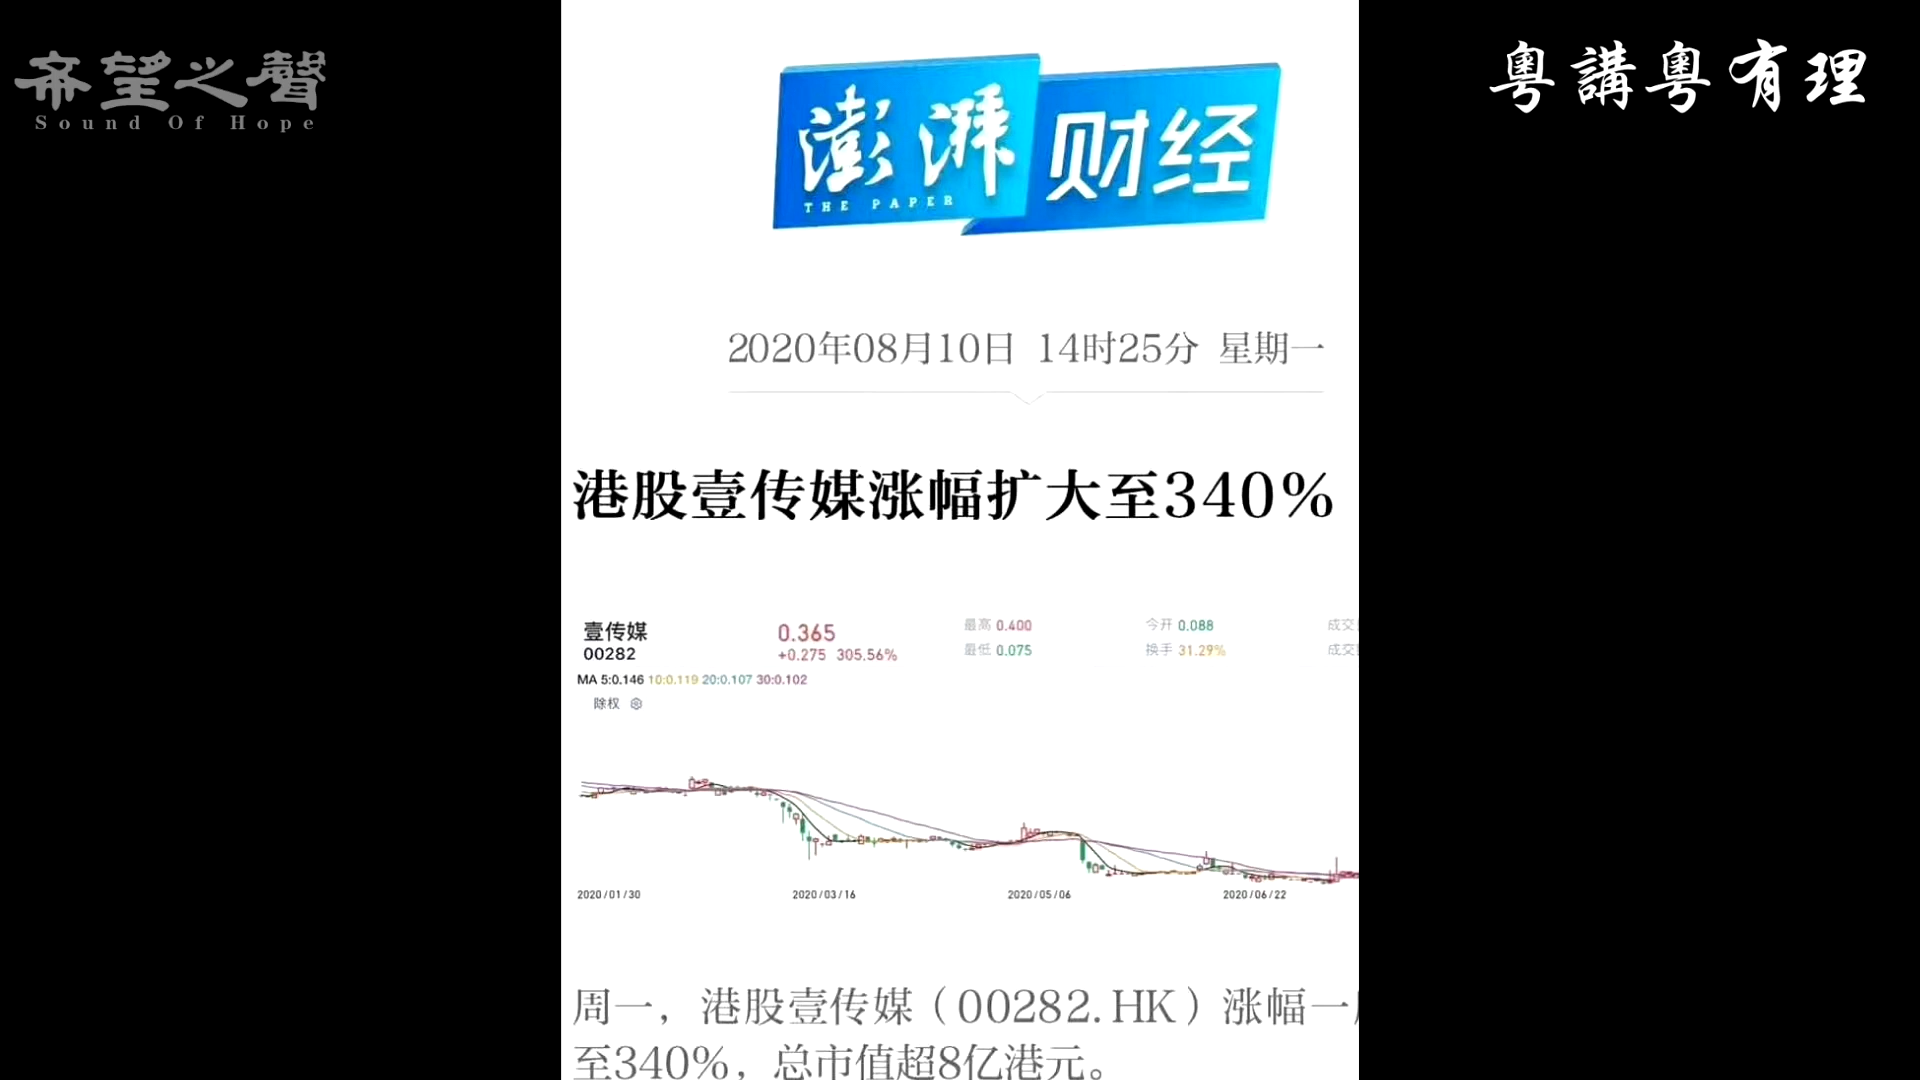 希望之聲
Sound Of Hope
粵講粵有理
澎湃 财经
THE PAPER
2020年08月10日 14时25分 星期一
港股壹传媒涨幅扩大至340%
壹传媒
00282
0.365
+0.275 305.56%
最高 0.400
最低 0.075
今开 0.088
换手 31.29%
成交
成交
MA 5:0.146 10:0.119 20:0.107 30:0.102
除权
2020/01/30 2020/03/16 2020/05/06 2020/06/22
周一，港股壹传媒（00282.HK）涨幅一
至340%，总市值超8亿港元。